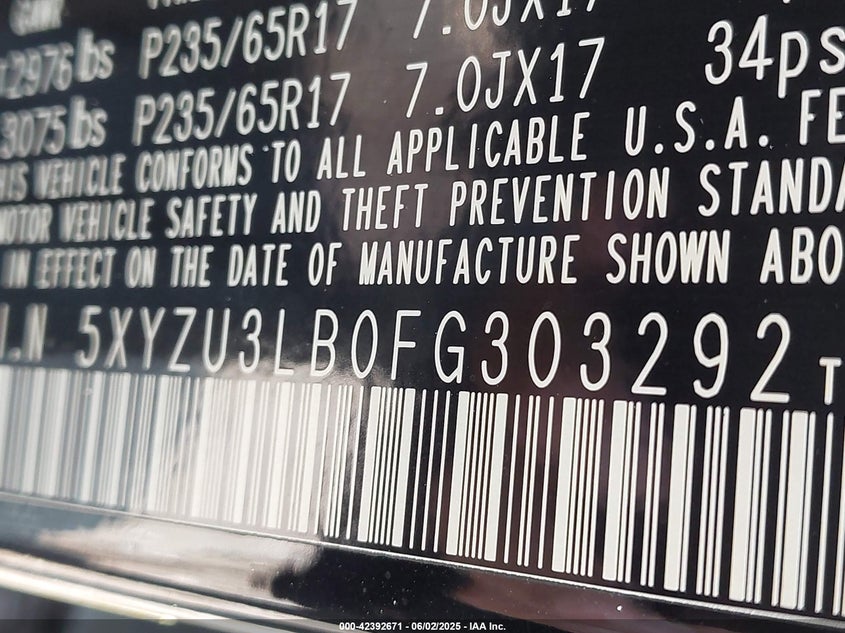 GAWR
2976 lbs P235/65R17 7.0JX17
3075 lbs P235/65R17 7.0JX17 34ps
HIS VEHICLE CONFORMS TO ALL APPLICABLE U.S.A. FE
MOTOR VEHICLE SAFETY AND THEFT PREVENTION STANDA
IN EFFECT ON THE DATE OF MANUFACTURE SHOWN ABO
I.N 5XYZU3LB0FG303292 T
000-42392671 - 06/02/2025 - IAA Inc.